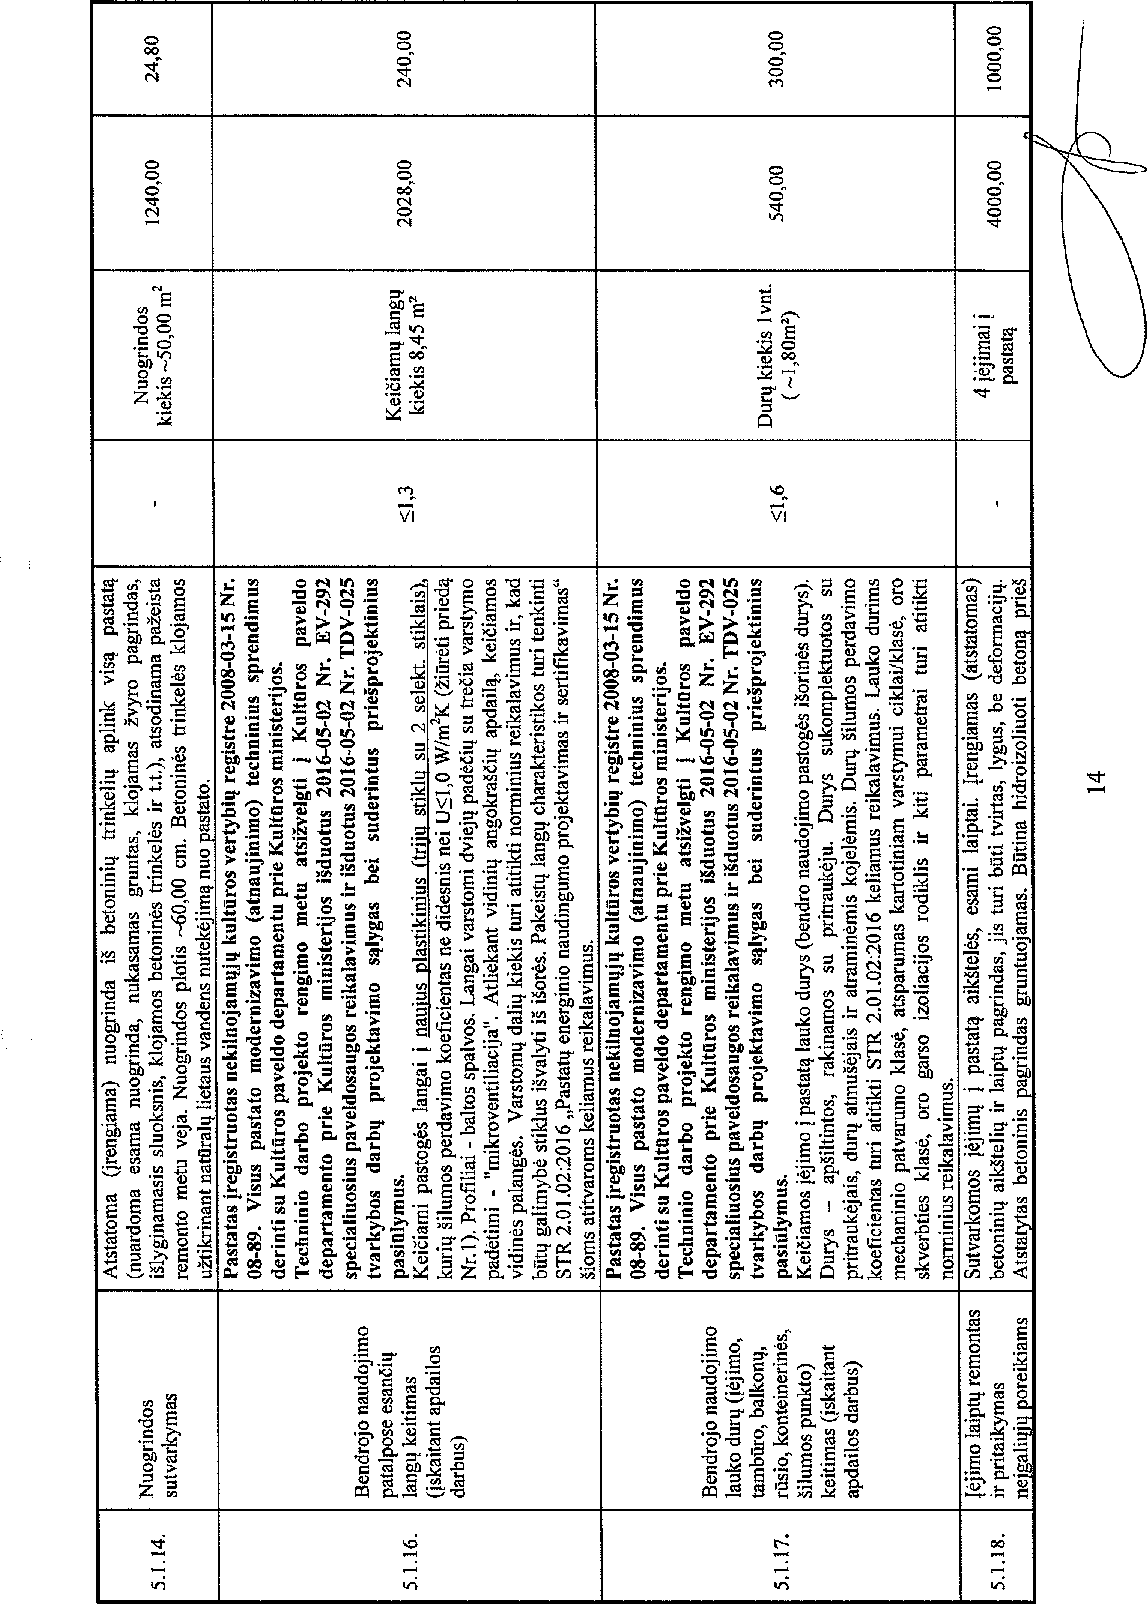 5.1.14.
Nuogrindos
sutvarkymas
Atstatoma (įrengiama) nuogrinda iš betoninių trinkelių aplink visą pastatą
(nuardoma esama nuogrinda, nukasamas gruntas, klojamas žvyro pagrindas,
išlyginamasis sluoksnis, klojamos betoninės trinkelės ir t.t.), atsodinama pažeista
remonto metu veja. Nuogrindos plotis ~60,00 cm. Betoninės trinkelės klojamos
užtikrinant natūralų lietaus vandens nutekėjimą nuo pastato.
-
Nuogrindos
kiekis ~50,00 m²
1240,00
24,80
5.1.16.
Bendrojo naudojimo
patalpose esančių
langų keitimas
(įskaitant apdailos
darbus)
Pastatas įregistruotas nekilnojamųjų kultūros vertybių registre 2008-03-15 Nr.
08-89. Visus pastato modernizavimo (atnaujinimo) techninius sprendimus
derinti su Kultūros paveldo departamentu prie Kultūros ministerijos.
Techninio darbo projekto rengimo metu atsižvelgti į Kultūros paveldo
departamento prie Kultūros ministerijos išduotus 2016-05-02 Nr. EV-292
specialiuosius paveldosaugos reikalavimus ir išduotus 2016-05-02 Nr. TDV-025
tvarkybos darbų projektavimo sąlygas bei suderintus priešprojektinius
pasiūlymus.
Keičiami pastogės langai į naujus plastikinius (trijų stiklų su 2 selekt. stiklais),
kurių šilumos perdavimo koeficientas ne didesnis nei U≤1,0 W/m²K (žiūrėti priedą
Nr.1). Profiliai - baltos spalvos. Langai varstomi dviejų padėčių su trečia varstymo
padėtimi - "mikroventiliacija". Atliekant vidinių angokraščių apdailą, keičiamos
vidinės palangės. Varstomų dalių kiekis turi atitikti norminius reikalavimus ir, kad
būtų galimybė stiklus išvalyti iš išorės. Pakeistų langų charakteristikos turi tenkinti
STR 2.01.02:2016 „Pastatų energinio naudingumo projektavimas ir sertifikavimas“
šioms atitvaroms keliamus reikalavimus.
≤1,3
Keičiamų langų
kiekis 8,45 m²
2028,00
240,00
5.1.17.
Bendrojo naudojimo
lauko durų (įėjimo,
tambūro, balkonų,
rūsio, konteinerinės,
šilumos punkto)
keitimas (įskaitant
apdailos darbus)
Pastatas įregistruotas nekilnojamųjų kultūros vertybių registre 2008-03-15 Nr.
08-89. Visus pastato modernizavimo (atnaujinimo) techninius sprendimus
derinti su Kultūros paveldo departamentu prie Kultūros ministerijos.
Techninio darbo projekto rengimo metu atsižvelgti į Kultūros paveldo
departamento prie Kultūros ministerijos išduotus 2016-05-02 Nr. EV-292
specialiuosius paveldosaugos reikalavimus ir išduotus 2016-05-02 Nr. TDV-025
tvarkybos darbų projektavimo sąlygas bei suderintus priešprojektinius
pasiūlymus.
Keičiamos įėjimo į pastatą lauko durys (bendro naudojimo pastogės išorinės durys).
Durys – apšiltintos, rakinamos su pritraukėju. Durys sukomplektuotos su
pritraukėjais, durų atmušėjais ir atraminėmis kojelėmis. Durų šilumos perdavimo
koeficientas turi atitikti STR 2.01.02:2016 keliamus reikalavimus. Lauko durims
mechaninio patvarumo klasė, atsparumas kartotiniam varstymui ciklai/klasė, oro
skverbties klasė, oro garso izoliacijos rodiklis ir kiti parametrai turi atitikti
norminius reikalavimus.
≤1,6
Durų kiekis 1vnt.
( ~1,80m²)
540,00
300,00
5.1.18.
Įėjimo laiptų remontas
ir pritaikymas
neįgaliųjų poreikiams
Sutvarkomos įėjimų į pastatą aikštelės, esami laiptai. Įrengiamas (atstatomas)
betoninių aikštelių ir laiptų pagrindas, jis turi būti tvirtas, lygus, be deformacijų.
Atstatytas betoninis pagrindas gruntuojamas. Būtina hidroizoliuoti betoną prieš
-
4 įėjimai į
pastatą
4000,00
1000,00
14